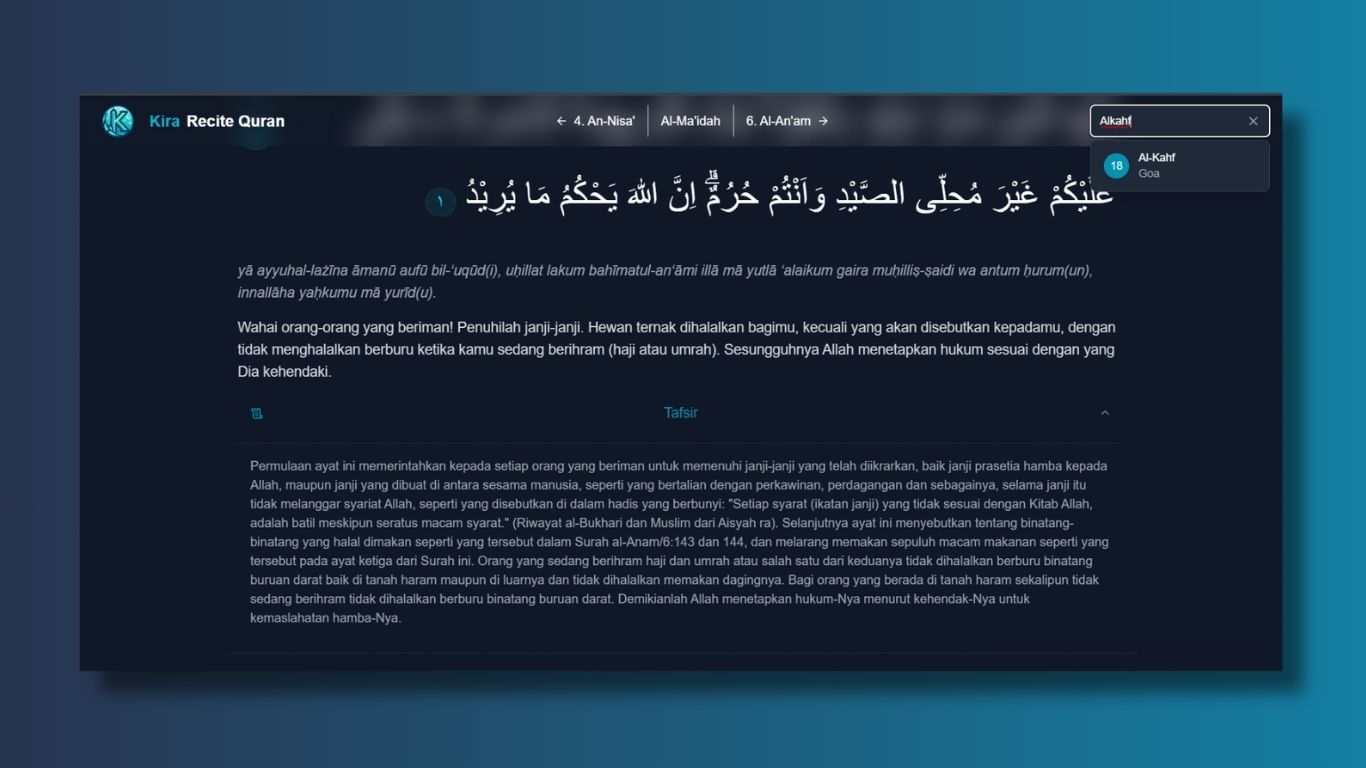 Kira Recite Quran
← 4. An-Nisa' Al-Ma'idah 6. Al-An'am →
Alkahf
18 Al-Kahf
Goa
عَلَيْكُمْ غَيْرَ مُحِلِّى الصَّيْدِ وَاَنْتُمْ حُرُمٌۗ اِنَّ اللّٰهَ يَحْكُمُ مَا يُرِيْدُ ١
yā ayyuhal-lażīna āmanū aufū bil-‘uqūd(i), uḥillat lakum bahīmatul-an‘āmi illā mā yutlā ‘alaikum gaira muḥilliṣ-ṣaidi wa antum ḥurum(un),
innallāha yaḥkumu mā yurīd(u).
Wahai orang-orang yang beriman! Penuhilah janji-janji. Hewan ternak dihalalkan bagimu, kecuali yang akan disebutkan kepadamu, dengan
tidak menghalalkan berburu ketika kamu sedang berihram (haji atau umrah). Sesungguhnya Allah menetapkan hukum sesuai dengan yang
Dia kehendaki.
Tafsir
Permulaan ayat ini memerintahkan kepada setiap orang yang beriman untuk memenuhi janji-janji yang telah diikrarkan, baik janji prasetia hamba kepada
Allah, maupun janji yang dibuat di antara sesama manusia, seperti yang bertalian dengan perkawinan, perdagangan dan sebagainya, selama janji itu
tidak melanggar syariat Allah, seperti yang disebutkan di dalam hadis yang berbunyi: "Setiap syarat (ikatan janji) yang tidak sesuai dengan Kitab Allah,
adalah batil meskipun seratus macam syarat." (Riwayat al-Bukhari dan Muslim dari Aisyah ra). Selanjutnya ayat ini menyebutkan tentang binatang-
binatang yang halal dimakan seperti yang tersebut dalam Surah al-Anam/6:143 dan 144, dan melarang memakan sepuluh macam makanan seperti yang
tersebut pada ayat ketiga dari Surah ini. Orang yang sedang berihram haji dan umrah atau salah satu dari keduanya tidak dihalalkan berburu binatang
buruan darat baik di tanah haram maupun di luarnya dan tidak dihalalkan memakan dagingnya. Bagi orang yang berada di tanah haram sekalipun tidak
sedang berihram tidak dihalalkan berburu binatang buruan darat. Demikianlah Allah menetapkan hukum-Nya menurut kehendak-Nya untuk
kemaslahatan hamba-Nya.